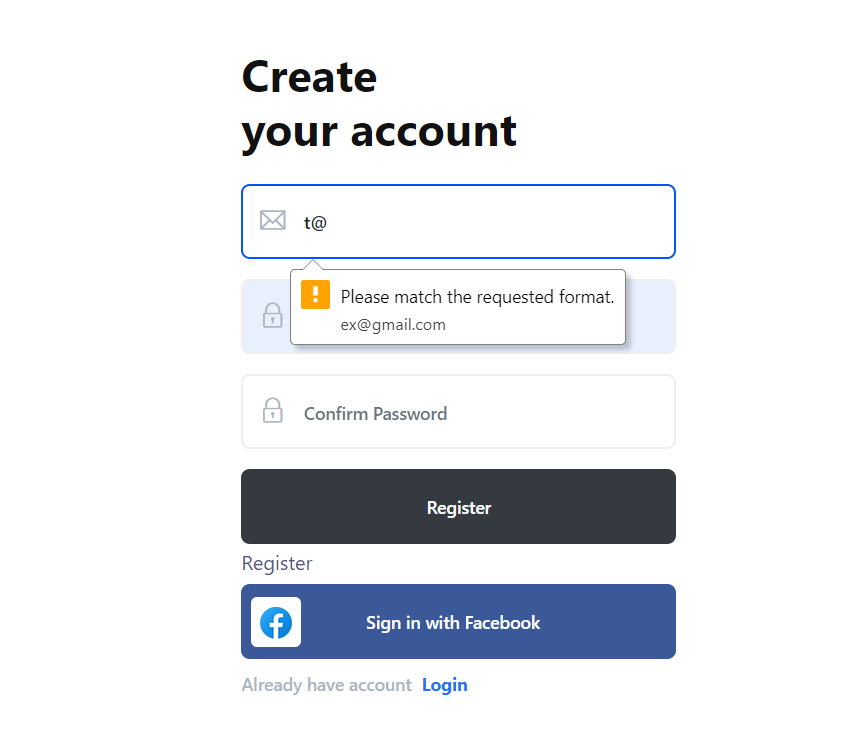 Create
your account
t@
Please match the requested format.
ex@gmail.com
Confirm Password
Register
Register
Sign in with Facebook
Already have account Login